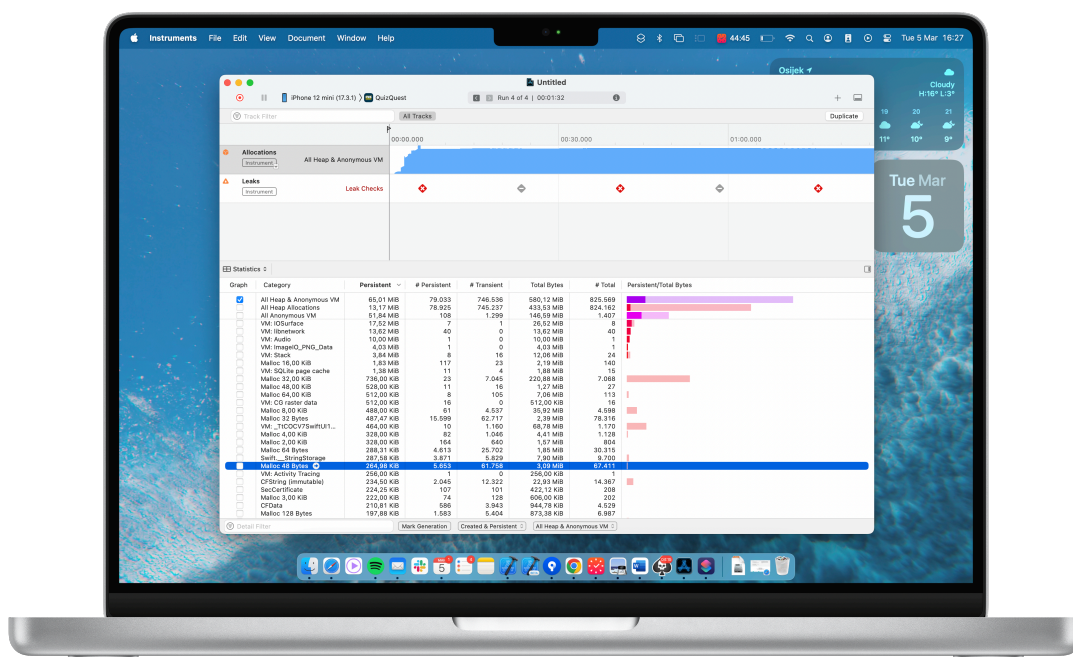 Instruments File Edit View Document Window Help 44:45 Tue 5 Mar 16:27
Osijek
Cloudy
H:16° L:3°
19 20 21
11° 10° 9°
Tue Mar
5
Untitled
iPhone 12 mini (17.3.1) QuizQuest Run 4 of 4 | 00:01:32
Track Filter All Tracks Duplicate
00:00.000 00:30.000 01:00.000
Allocations
Instrument All Heap & Anonymous VM
Leaks
Instrument Leak Checks
Statistics
Graph Category Persistent # Persistent # Transient Total Bytes # Total Persistent/Total Bytes
All Heap & Anonymous VM 65,01 MiB 79.033 746.536 580,12 MiB 825.569
All Heap Allocations 13,17 MiB 78.925 745.237 433,53 MiB 824.162
All Anonymous VM 51,84 MiB 108 1.299 146,59 MiB 1.407
VM: IOSurface 17,52 MiB 7 1 26,52 MiB 8
VM: libnetwork 13,62 MiB 40 0 13,62 MiB 40
VM: Audio 10,00 MiB 1 0 10,00 MiB 1
VM: ImageIO_PNG_Data 4,03 MiB 1 0 4,03 MiB 1
VM: Stack 3,84 MiB 8 16 12,06 MiB 24
Malloc 16,00 KiB 1,83 MiB 117 23 2,19 MiB 140
VM: SQLite page cache 1,38 MiB 11 4 1,88 MiB 15
Malloc 32,00 KiB 736,00 KiB 23 7.045 220,88 MiB 7.068
Malloc 48,00 KiB 528,00 KiB 11 16 1,27 MiB 27
Malloc 64,00 KiB 512,00 KiB 8 105 7,06 MiB 113
VM: CG raster data 512,00 KiB 16 0 512,00 KiB 16
Malloc 8,00 KiB 488,00 KiB 61 4.537 35,92 MiB 4.598
Malloc 32 Bytes 487,47 KiB 15.599 62.717 2,39 MiB 78.316
VM: _TtCOCV7SwiftUI1... 464,00 KiB 10 1.160 68,78 MiB 1.170
Malloc 4,00 KiB 328,00 KiB 82 1.046 4,41 MiB 1.128
Malloc 2,00 KiB 328,00 KiB 164 640 1,57 MiB 804
Malloc 64 Bytes 288,31 KiB 4.613 25.702 1,85 MiB 30.315
Swift.__StringStorage 287,58 KiB 3.871 5.829 7,90 MiB 9.700
Malloc 48 Bytes 264,98 KiB 5.653 61.758 3,09 MiB 67.411
VM: Activity Tracing 256,00 KiB 1 0 256,00 KiB 1
CFString (immutable) 234,50 KiB 2.045 12.322 22,93 MiB 14.367
SecCertificate 224,25 KiB 107 101 422,12 KiB 208
Malloc 3,00 KiB 222,00 KiB 74 128 606,00 KiB 202
CFData 210,81 KiB 586 3.943 944,78 KiB 4.529
Malloc 128 Bytes 197,88 KiB 1.583 5.404 873,38 KiB 6.987
Detail Filter Mark Generation Created & Persistent All Heap & Anonymous VM
5